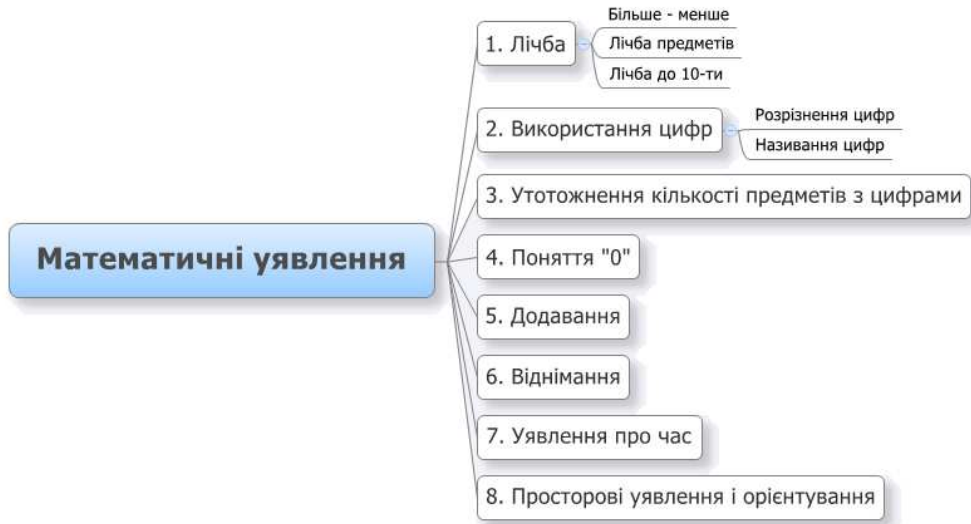 Математичні уявлення
1. Лічба
Більше - менше
Лічба предметів
Лічба до 10-ти
2. Використання цифр
Розрізнення цифр
Називання цифр
3. Утотожнення кількості предметів з цифрами
4. Поняття "0"
5. Додавання
6. Віднімання
7. Уявлення про час
8. Просторові уявлення і орієнтування